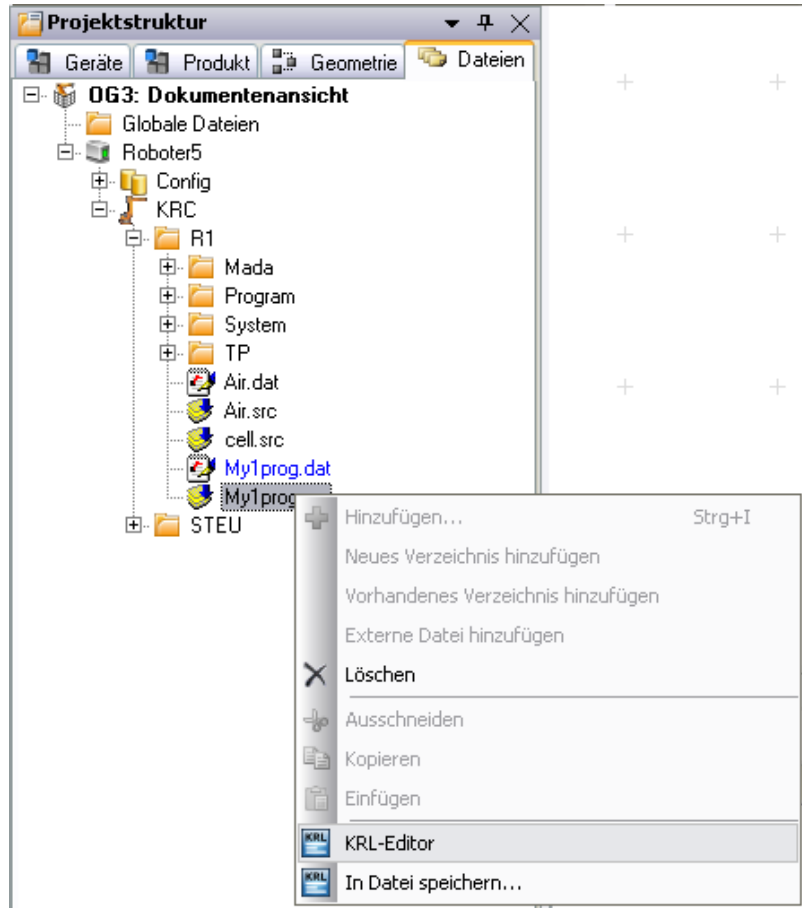 Projektstruktur
Geräte Produkt Geometrie Dateien
OG3: Dokumentenansicht
Globale Dateien
Roboter5
Config
KRC
R1
Mada
Program
System
TP
Air.dat
Air.src
cell.src
My1prog.dat
My1prog
STEU
Hinzufügen... Strg+I
Neues Verzeichnis hinzufügen
Vorhandenes Verzeichnis hinzufügen
Externe Datei hinzufügen
Löschen
Ausschneiden
Kopieren
Einfügen
KRL KRL-Editor
KRL In Datei speichern...